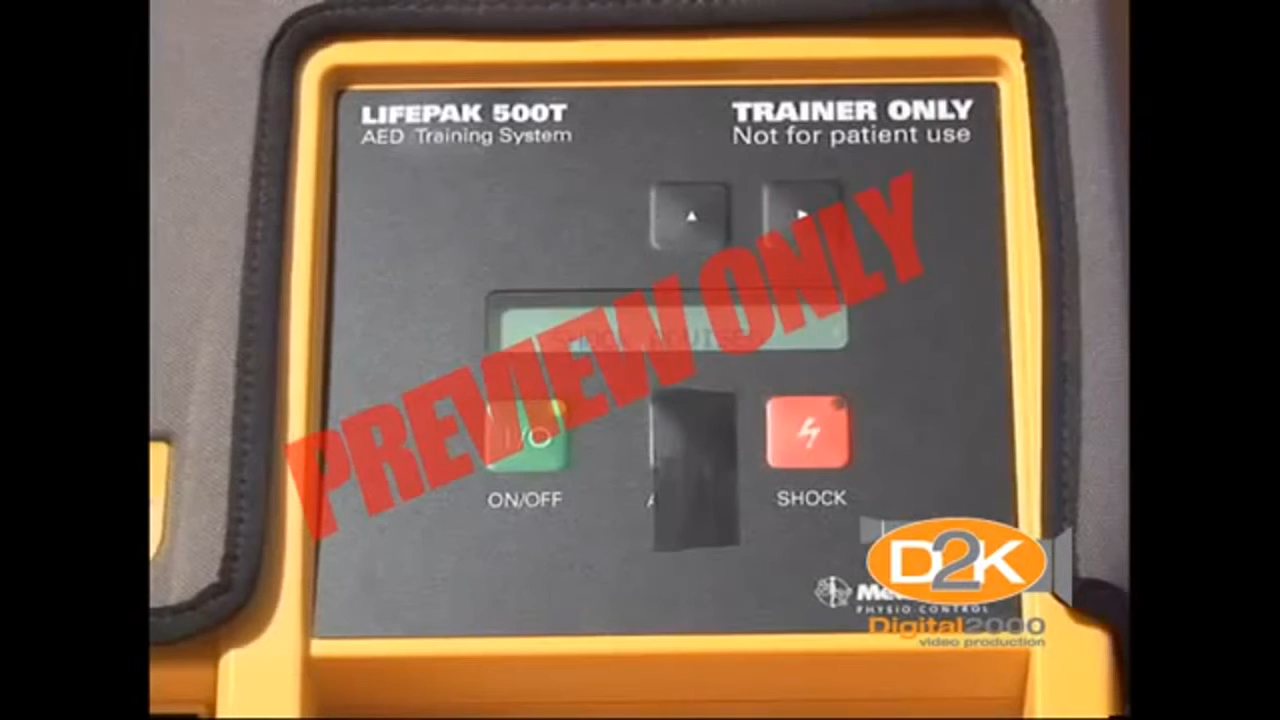 LIFEPAK 500T
AED Training System
TRAINER ONLY
Not for patient use
PREVIEW ONLY
I/O
ON/OFF
SHOCK
D2K
PHYSIO-CONTROL
Digital2000
video production